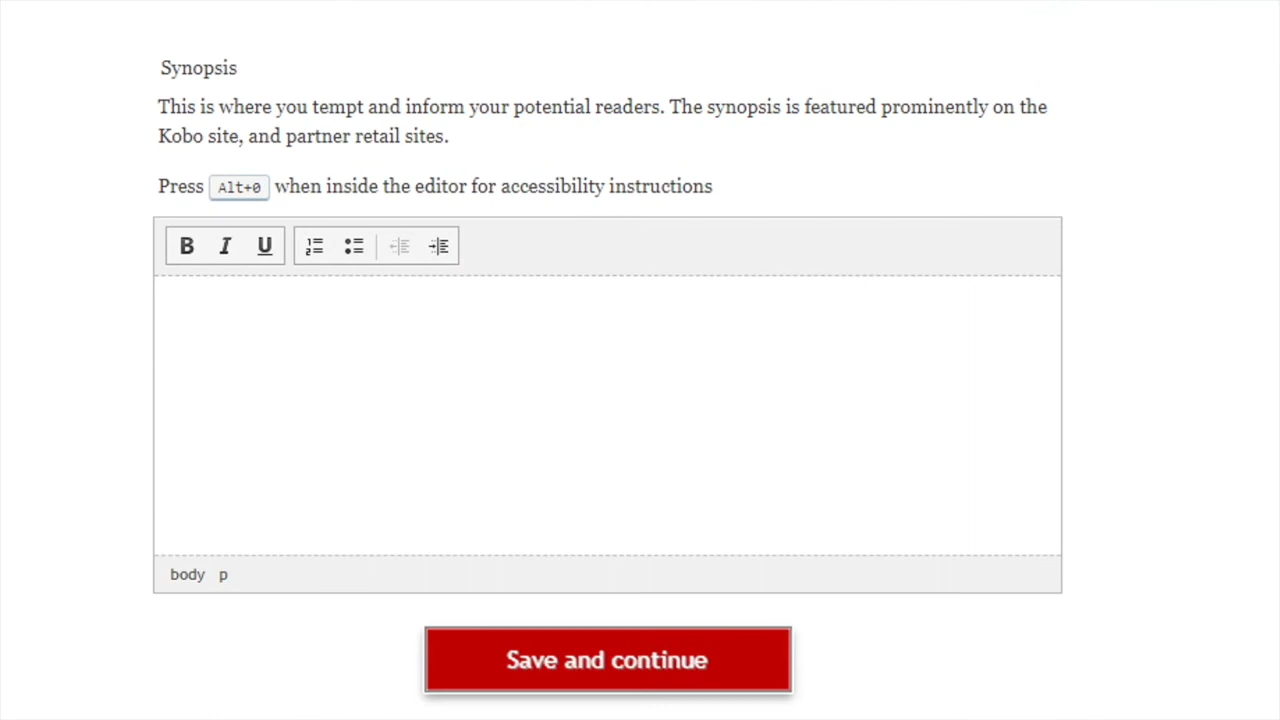 Synopsis
This is where you tempt and inform your potential readers. The synopsis is featured prominently on the
Kobo site, and partner retail sites.
Press Alt+0 when inside the editor for accessibility instructions
B I U
body p
Save and continue